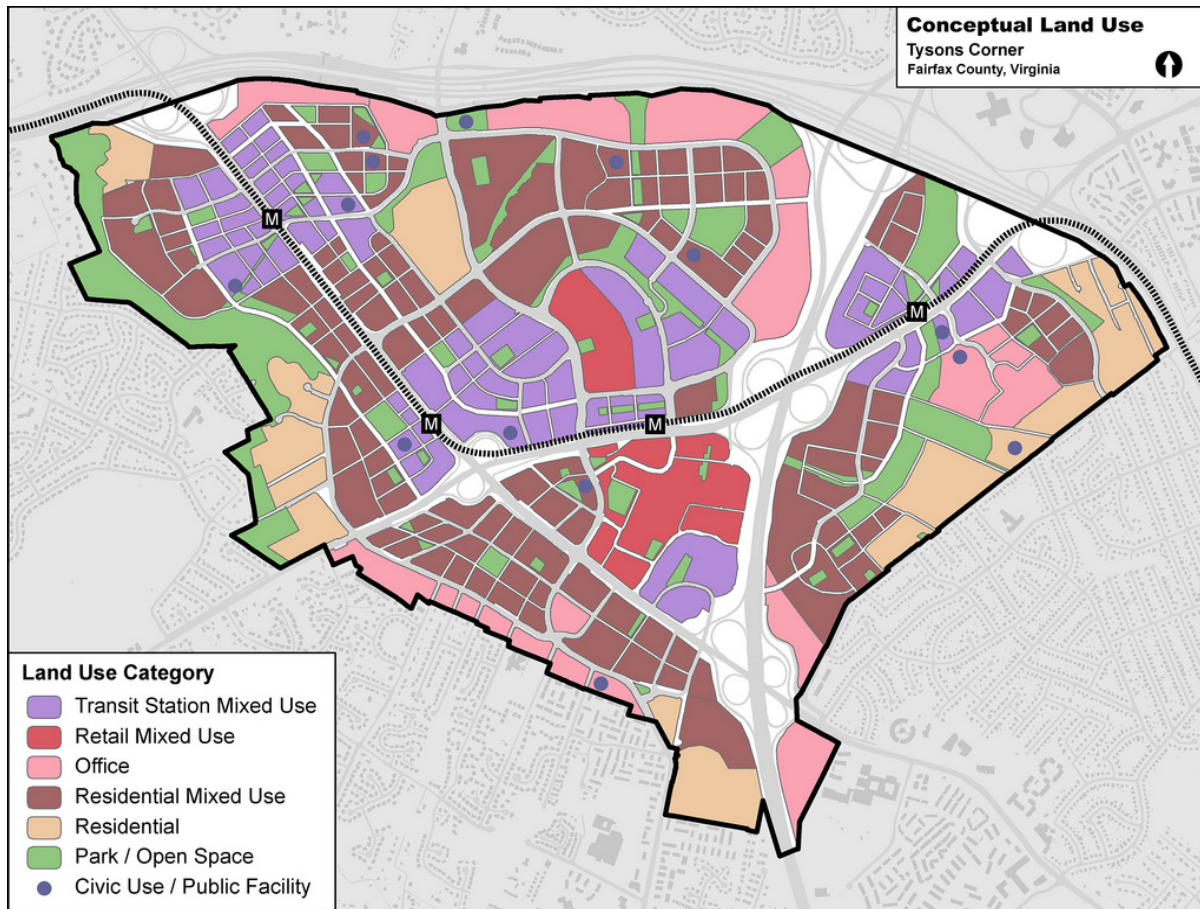 Conceptual Land Use
Tysons Corner
Fairfax County, Virginia
M
M
M
M
Land Use Category
Transit Station Mixed Use
Retail Mixed Use
Office
Residential Mixed Use
Residential
Park / Open Space
Civic Use / Public Facility